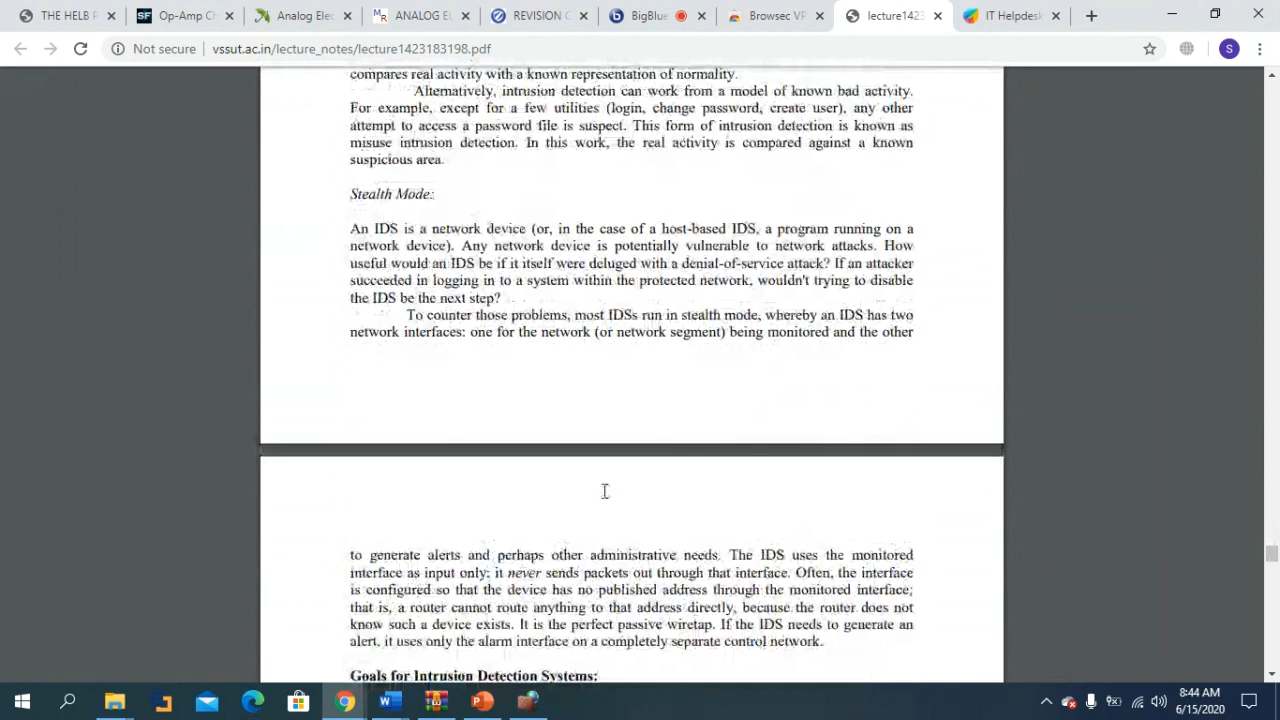 THE HELB P
Op-Amp C
Analog Elec
ANALOG EL
REVISION C
BigBlue
Browsec VP
lecture1423
IT Helpdesk
Not secure
vssut.ac.in/lecture_notes/lecture1423183198.pdf
S
compares real activity with a known representation of normality.
Alternatively, intrusion detection can work from a model of known bad activity.
For example, except for a few utilities (login, change password, create user), any other
attempt to access a password file is suspect. This form of intrusion detection is known as
misuse intrusion detection. In this work, the real activity is compared against a known
suspicious area.
Stealth Mode:
An IDS is a network device (or, in the case of a host-based IDS, a program running on a
network device). Any network device is potentially vulnerable to network attacks. How
useful would an IDS be if it itself were deluged with a denial-of-service attack? If an attacker
succeeded in logging in to a system within the protected network, wouldn't trying to disable
the IDS be the next step?
To counter those problems, most IDSs run in stealth mode, whereby an IDS has two
network interfaces: one for the network (or network segment) being monitored and the other
to generate alerts and perhaps other administrative needs. The IDS uses the monitored
interface as input only; it never sends packets out through that interface. Often, the interface
is configured so that the device has no published address through the monitored interface;
that is, a router cannot route anything to that address directly, because the router does not
know such a device exists. It is the perfect passive wiretap. If the IDS needs to generate an
alert, it uses only the alarm interface on a completely separate control network.
Goals for Intrusion Detection Systems:
8:44 AM
6/15/2020